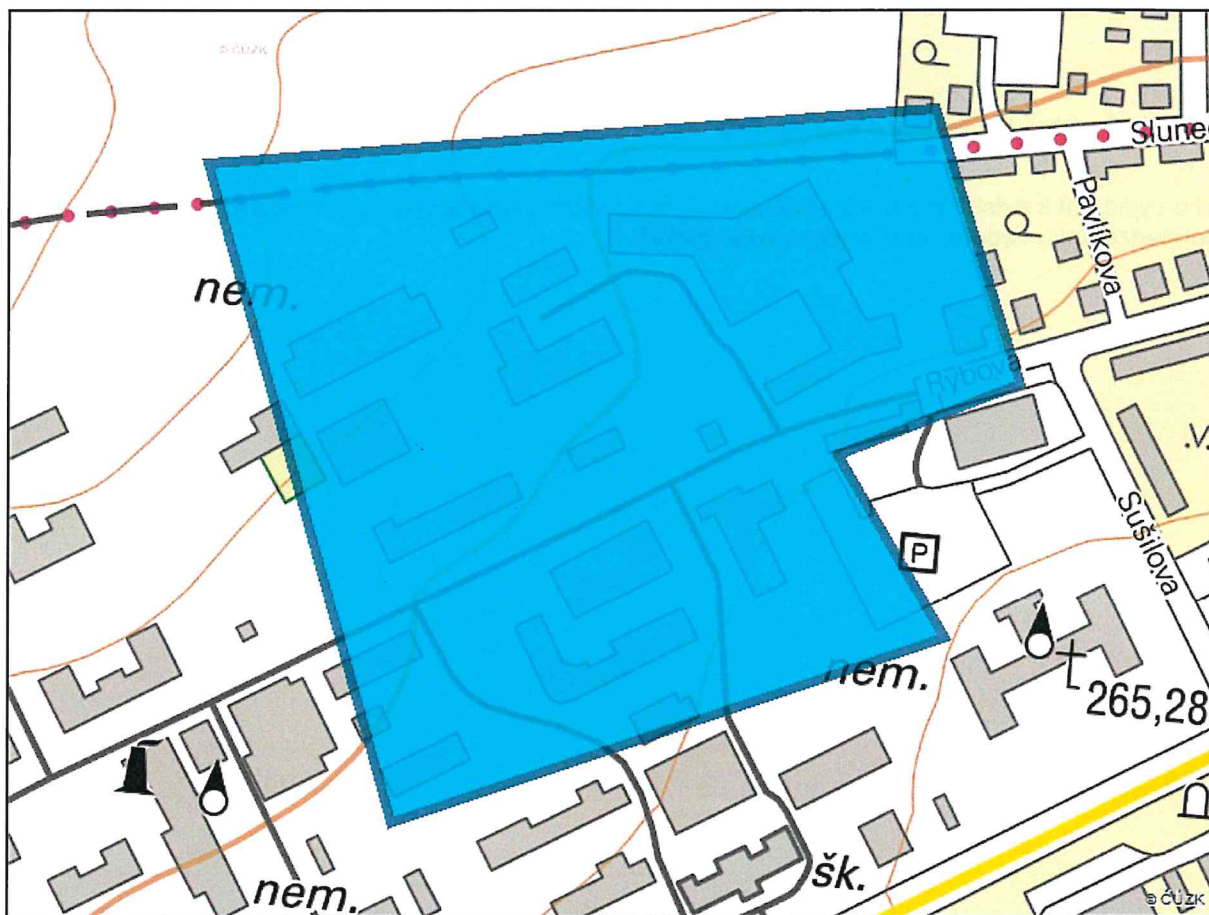 © ČÚZK
Slune
Pavlíkova
nem.
Rybova
.V.
Sušilova
P
nem.
265,28
D
šk.
nem.
© ČÚZK